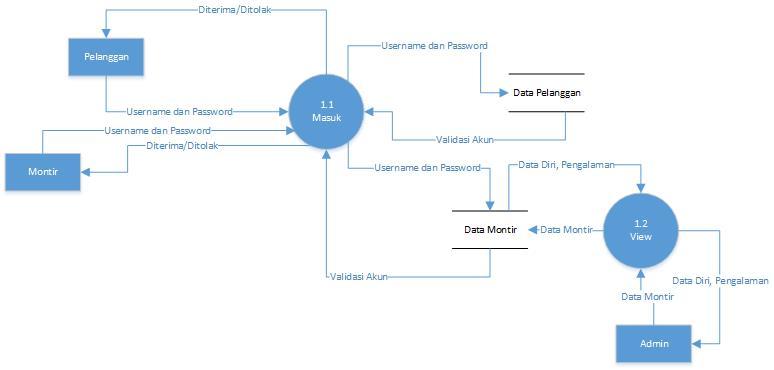 Diterima/Ditolak
Pelanggan
Username dan Password
Data Pelanggan
1.1
Masuk
Username dan Password
Username dan Password
Validasi Akun
Diterima/Ditolak
Montir
Username dan Password
Data Diri, Pengalaman
Data Montir
Data Montir
1.2
View
Validasi Akun
Data Diri, Pengalaman
Data Montir
Admin